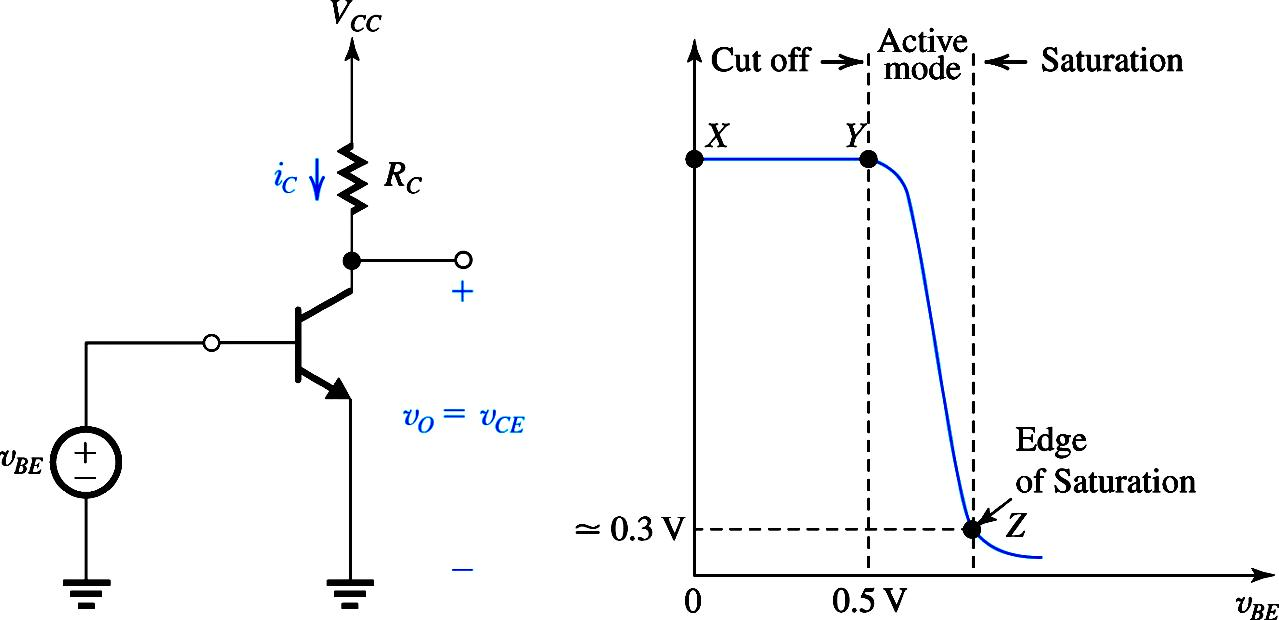 V_CC
i_C
R_C
+
v_O = v_CE
−
v_BE
+
−
Cut off
Active
mode
Saturation
X
Y
Edge
of Saturation
Z
≃ 0.3 V
0
0.5 V
v_BE